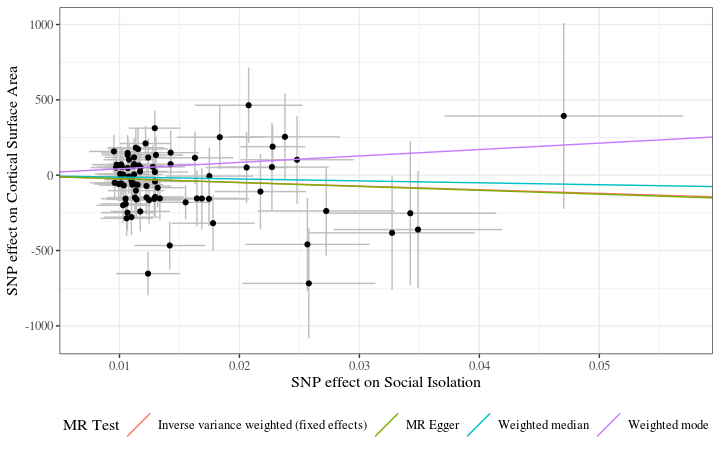 1000
500
0
-500
-1000
SNP effect on Cortical Surface Area
0.01 0.02 0.03 0.04 0.05
SNP effect on Social Isolation
MR Test Inverse variance weighted (fixed effects) MR Egger Weighted median Weighted mode